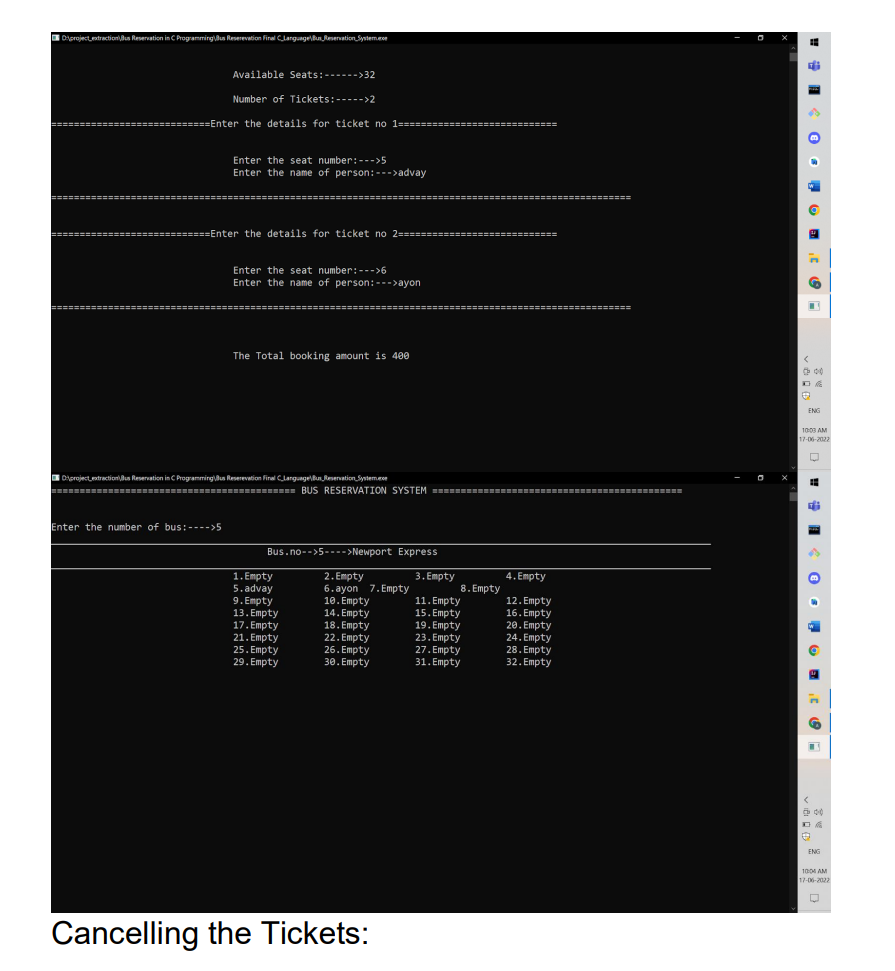 D:\project_extraction\Bus Reservation in C Programming\Bus Reserevation Final C_Language\Bus_Reservation_System.exe
Available Seats:------>32
Number of Tickets:----->2
============================Enter the details for ticket no 1============================
Enter the seat number:--->5
Enter the name of person:--->advay
======================================================================================================
============================Enter the details for ticket no 2============================
Enter the seat number:--->6
Enter the name of person:--->ayon
======================================================================================================
The Total booking amount is 400
ENG
10:03 AM
17-06-2022
D:\project_extraction\Bus Reservation in C Programming\Bus Reserevation Final C_Language\Bus_Reservation_System.exe
=========================================== BUS RESERVATION SYSTEM ============================================
Enter the number of bus:---->5
Bus.no-->5---->Newport Express
1.Empty 2.Empty 3.Empty 4.Empty
5.advay 6.ayon 7.Empty 8.Empty
9.Empty 10.Empty 11.Empty 12.Empty
13.Empty 14.Empty 15.Empty 16.Empty
17.Empty 18.Empty 19.Empty 20.Empty
21.Empty 22.Empty 23.Empty 24.Empty
25.Empty 26.Empty 27.Empty 28.Empty
29.Empty 30.Empty 31.Empty 32.Empty
ENG
10:04 AM
17-06-2022
Cancelling the Tickets: